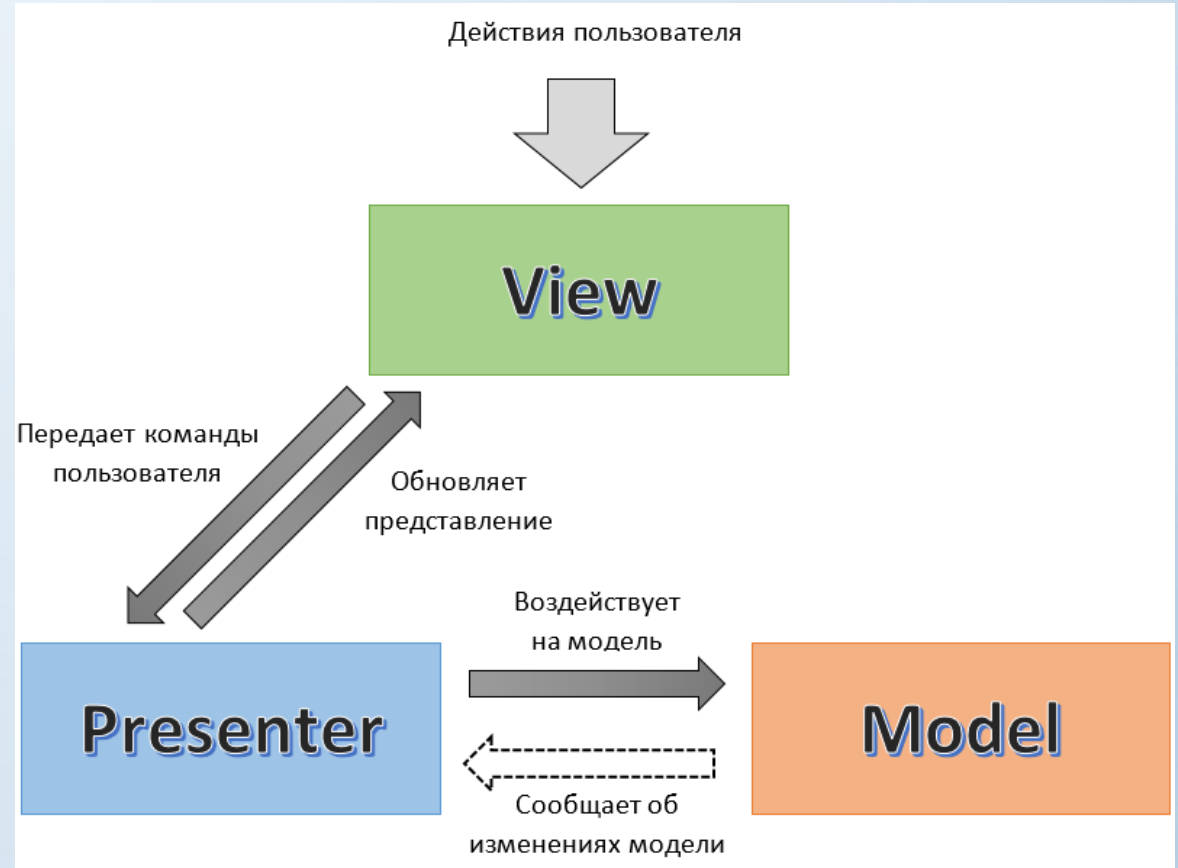 Действия пользователя
View
Передает команды
пользователя
Обновляет
представление
Воздействует
на модель
Presenter
Model
Сообщает об
изменениях модели